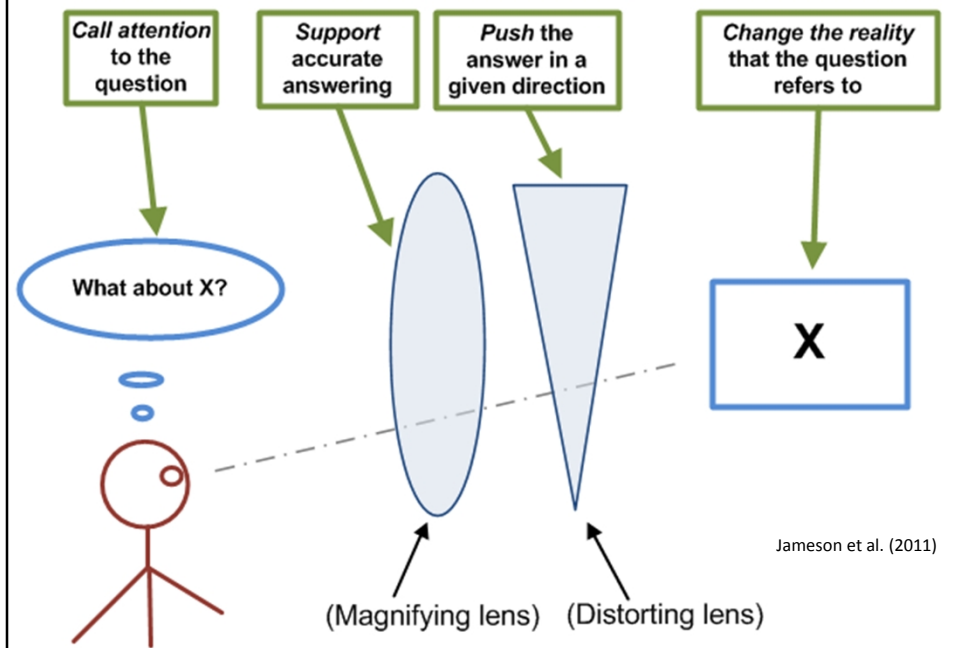 Call attention
to the
question
Support
accurate
answering
Push the
answer in a
given direction
Change the reality
that the question
refers to
What about X?
X
Jameson et al. (2011)
(Magnifying lens)
(Distorting lens)